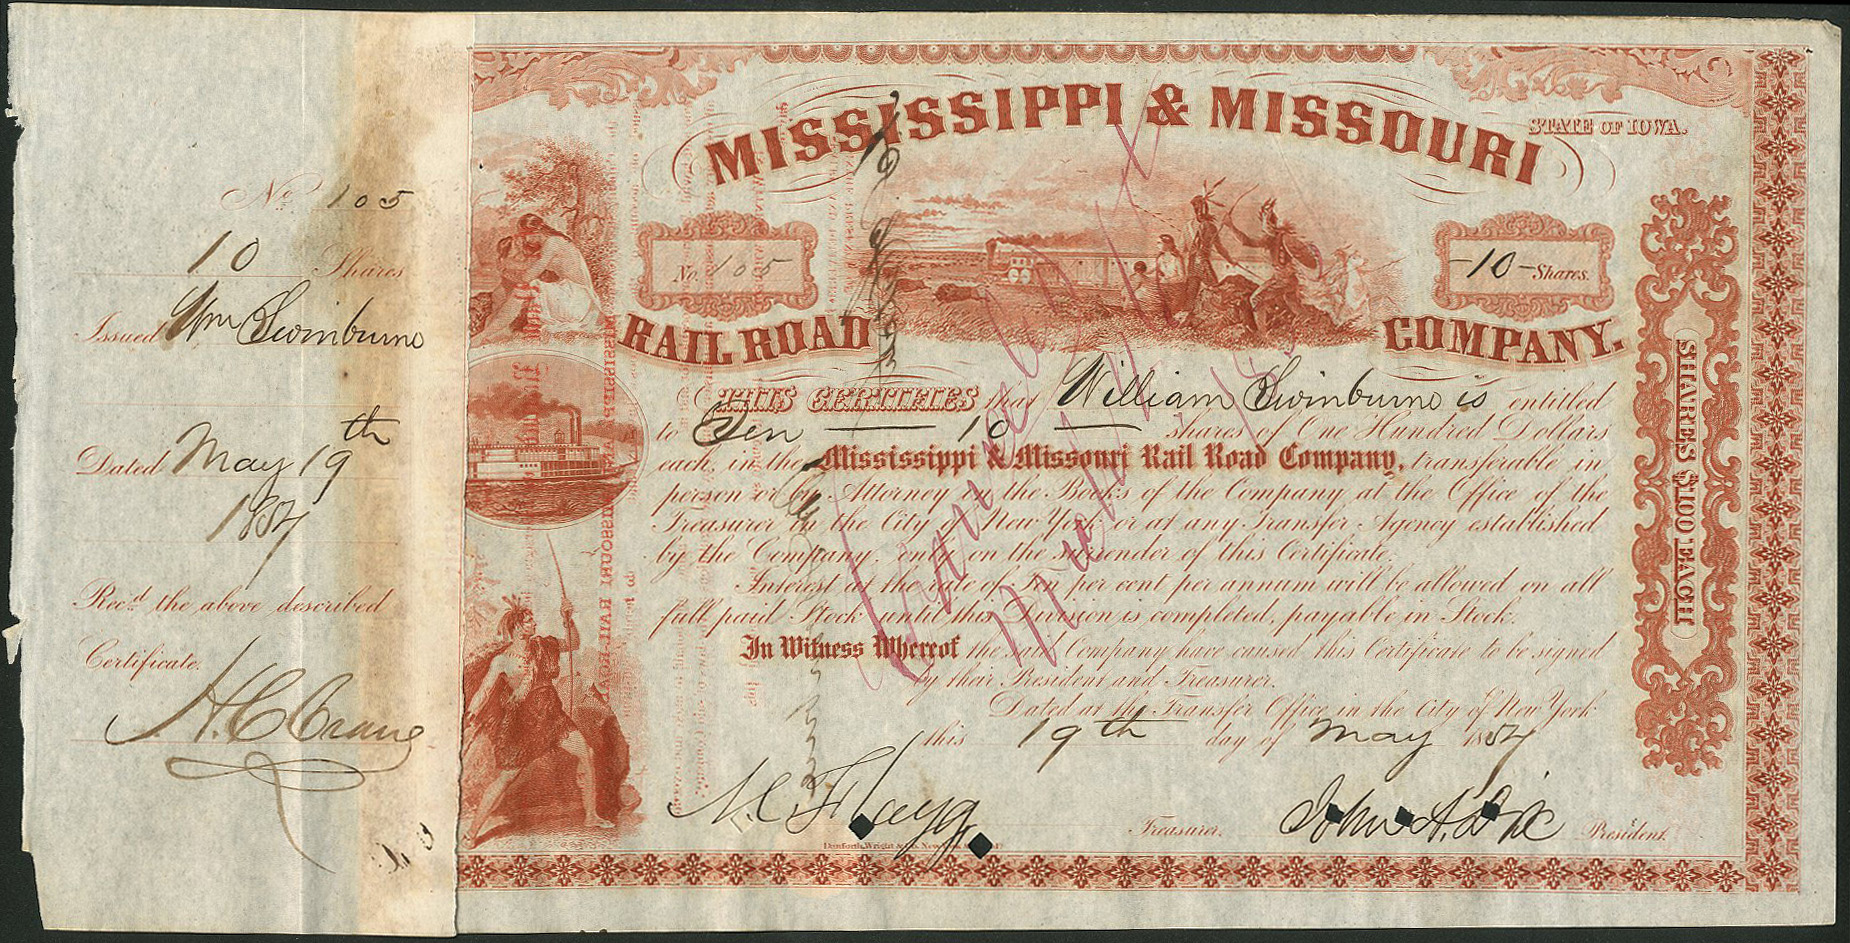 No. 105
10 Shares
Issued Wm Swinburne
Dated May 19th
1857
Recd. the above described
Certificate.
H. C. Crane
MISSISSIPPI & MISSOURI
STATE OF IOWA.
No. 105
-10- Shares.
RAIL ROAD COMPANY.
THIS CERTIFIES that William Swinburne is entitled
to Ten — 10 — shares of One Hundred Dollars
each, in the Mississippi & Missouri Rail Road Company, transferable in
person or by Attorney on the Books of the Company at the Office of the
Treasurer in the City of New York or at any Transfer Agency established
by the Company, only on the surrender of this Certificate.
Interest at the rate of Ten per cent per annum will be allowed on all
full paid Stock until this Division is completed, payable in Stock.
In Witness Whereof the said Company have caused this Certificate to be signed
by their President and Treasurer.
Dated at the Transfer Office in the City of New York
this 19th day of May 1857
Treasurer.
John A. Dix President.
SHARES $100 EACH
Cancelled